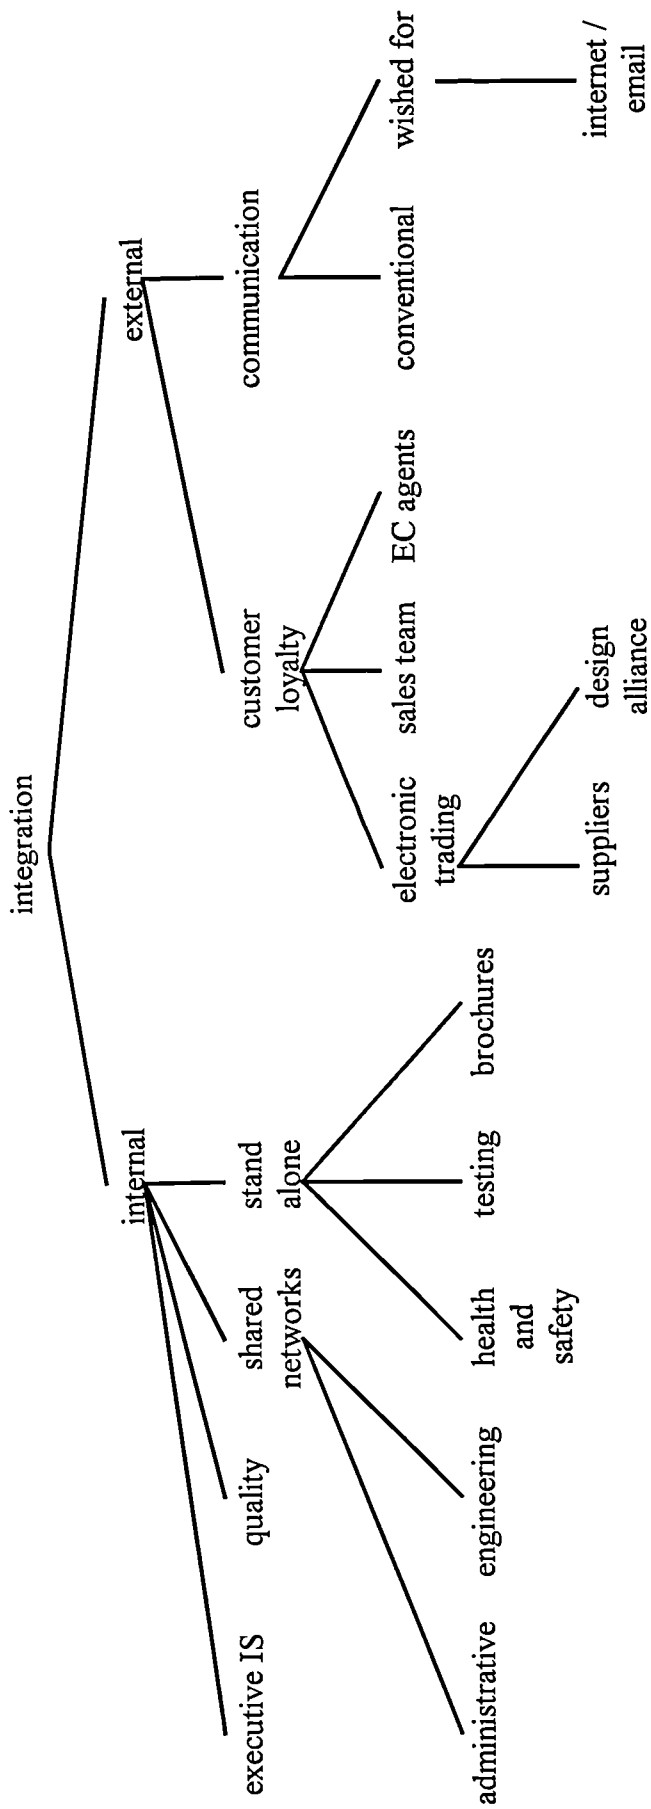 integration
internal
external
executive IS
quality
shared
networks
stand
alone
customer
loyalty
communication
administrative
engineering
health
and
safety
testing
brochures
electronic
trading
sales team
EC agents
conventional
wished for
suppliers
design
alliance
internet /
email